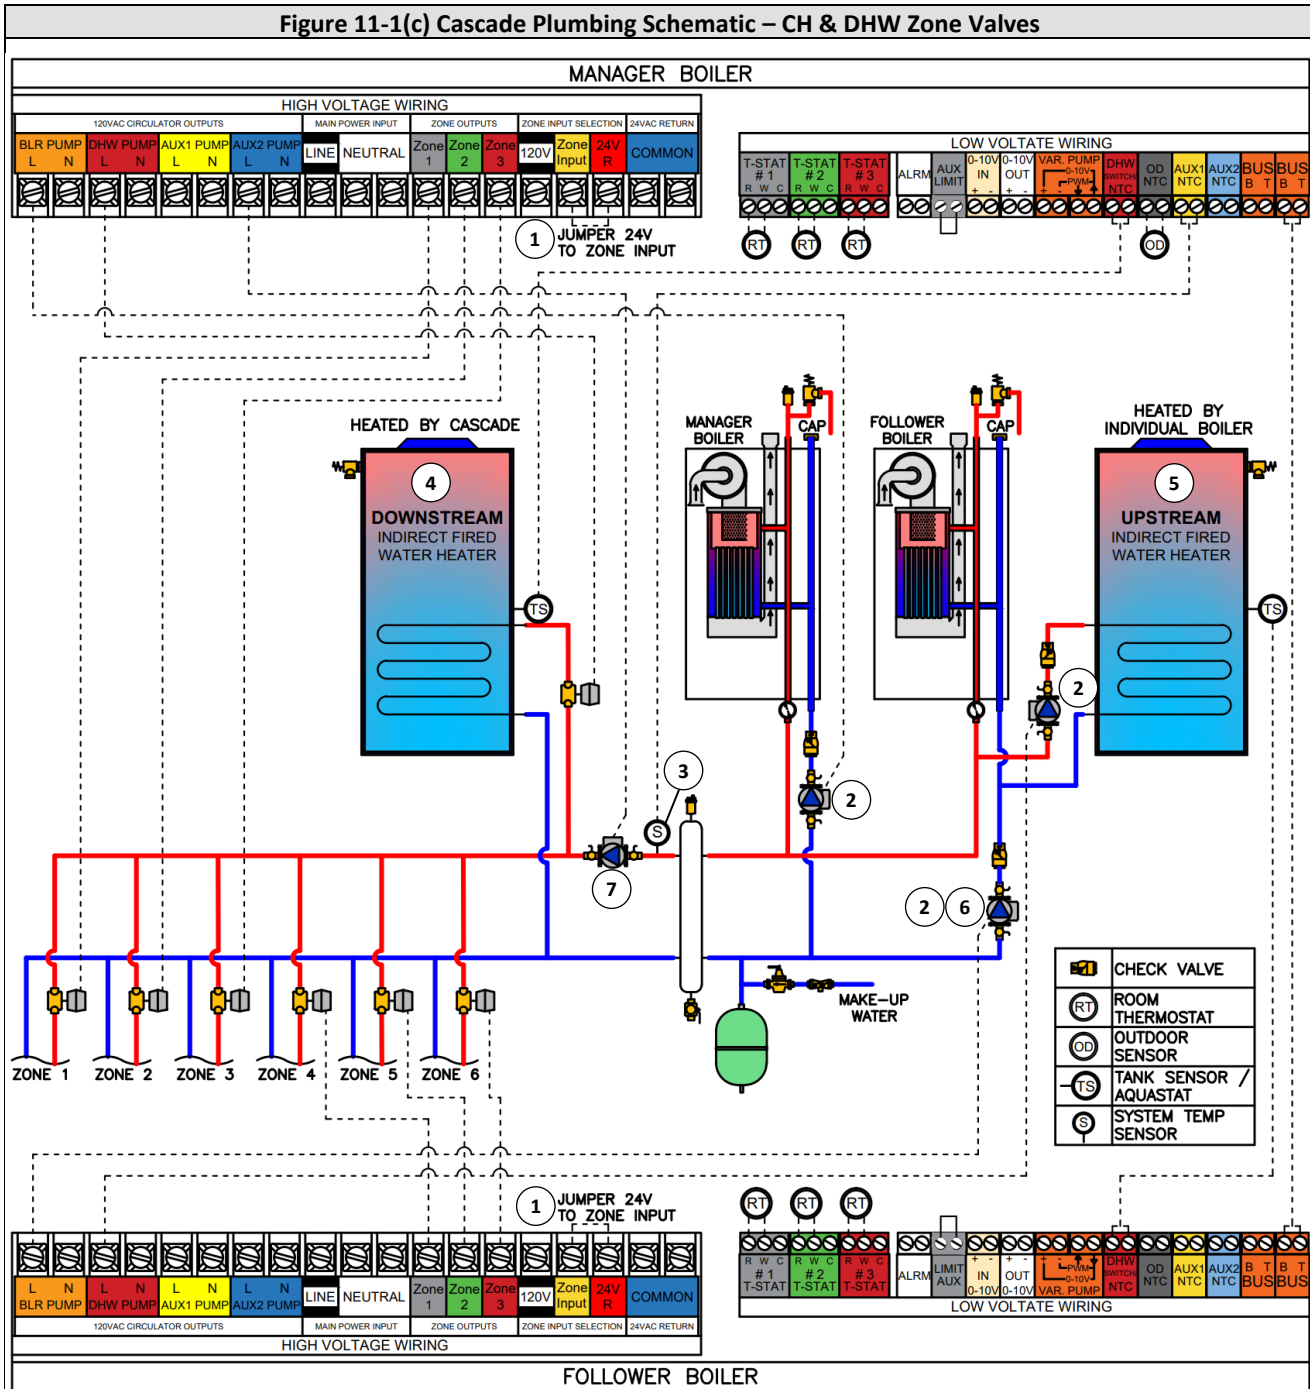 Figure 11-1(c) Cascade Plumbing Schematic – CH & DHW Zone Valves
MANAGER BOILER
HIGH VOLTAGE WIRING
120VAC CIRCULATOR OUTPUTS MAIN POWER INPUT ZONE OUTPUTS ZONE INPUT SELECTION 24VAC RETURN
BLR PUMP DHW PUMP AUX1 PUMP AUX2 PUMP
L N L N L N L N
LINE NEUTRAL
Zone 1
Zone 2
Zone 3
120V
Zone Input
24V R
COMMON
LOW VOLTATE WIRING
T-STAT # 1 R W C
T-STAT # 2 R W C
T-STAT # 3 R W C
ALRM
AUX LIMIT
0-10V IN + -
0-10V OUT + -
VAR. PUMP
0-10V
+ - PWM
DHW SWITCH/ NTC
OD NTC
AUX1 NTC
AUX2 NTC
BUS B T
BUS B T
1 JUMPER 24V
TO ZONE INPUT
RT RT RT OD
HEATED BY CASCADE
4
DOWNSTREAM
INDIRECT FIRED
WATER HEATER
TS
MANAGER
BOILER
CAP
FOLLOWER
BOILER
CAP
HEATED BY
INDIVIDUAL BOILER
5
UPSTREAM
INDIRECT FIRED
WATER HEATER
TS
2
3
2
S
7
2 6
MAKE-UP
WATER
CHECK VALVE
RT ROOM
THERMOSTAT
OD OUTDOOR
SENSOR
TS TANK SENSOR /
AQUASTAT
S SYSTEM TEMP
SENSOR
ZONE 1 ZONE 2 ZONE 3 ZONE 4 ZONE 5 ZONE 6
1 JUMPER 24V
TO ZONE INPUT
RT RT RT
L N L N L N L N
BLR PUMP DHW PUMP AUX1 PUMP AUX2 PUMP
LINE NEUTRAL
Zone 1
Zone 2
Zone 3
120V
Zone Input
24V R
COMMON
R W C # 1 T-STAT
R W C # 2 T-STAT
R W C # 3 T-STAT
ALRM
LIMIT AUX
+ - IN 0-10V
+ - OUT 0-10V
+ - PWM
0-10V
VAR. PUMP
DHW SWITCH/ NTC
OD NTC
AUX1 NTC
AUX2 NTC
B T BUS
B T BUS
LOW VOLTATE WIRING
120VAC CIRCULATOR OUTPUTS MAIN POWER INPUT ZONE OUTPUTS ZONE INPUT SELECTION 24VAC RETURN
HIGH VOLTAGE WIRING
FOLLOWER BOILER